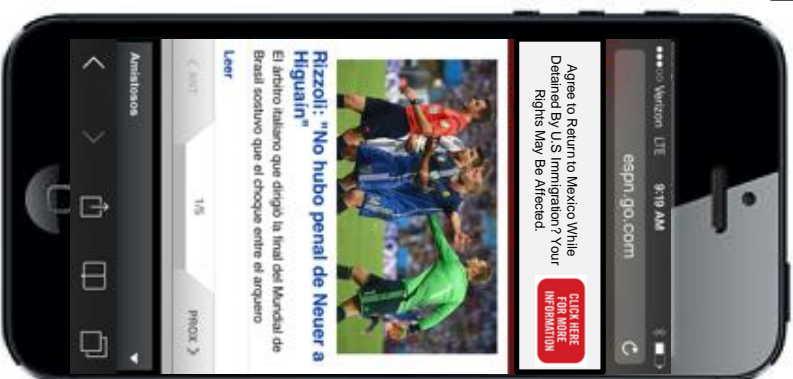 Verizon LTE 9:19 AM
espn.go.com
Agree to Return to Mexico While
Detained By U.S Immigration? Your
Rights May Be Affected.
CLICK HERE
FOR MORE
INFORMATION
Rizzoli: "No hubo penal de Neuer a
Higuaín"
El árbitro italiano que dirigió la final del Mundial de
Brasil sostuvo que el choque entre el arquero
Leer
< ANT 1/5 PROX >
Amistosos